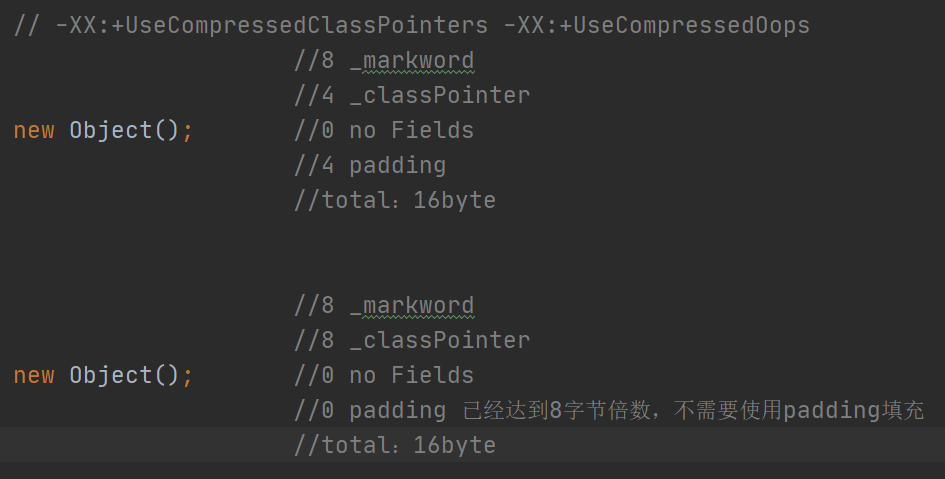 // -XX:+UseCompressedClassPointers -XX:+UseCompressedOops
//8 _markword
//4 _classPointer
new Object(); //0 no Fields
//4 padding
//total：16byte
//8 _markword
//8 _classPointer
new Object(); //0 no Fields
//0 padding 已经达到8字节倍数，不需要使用padding填充
//total：16byte